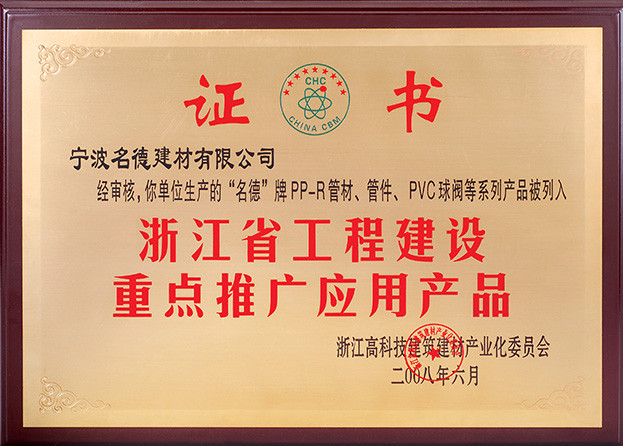 证 书
CHC
CHINA CBM
宁波名德建材有限公司
经审核,你单位生产的“名德”牌PP-R管材、管件、PVC球阀等系列产品被列入
浙江省工程建设
重点推广应用产品
浙江高科技建筑建材产业化委员会
二00八年六月